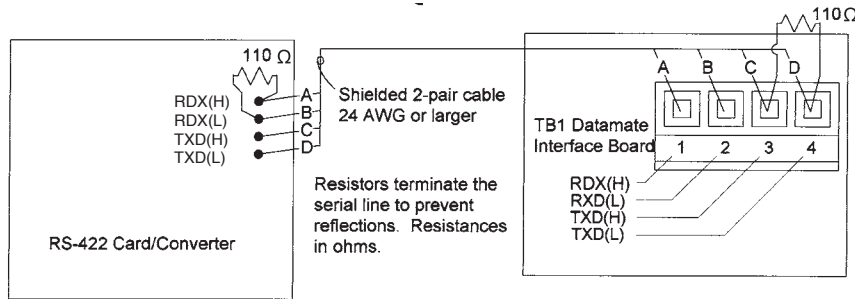 110 Ω
RDX(H)
RDX(L)
TXD(H)
TXD(L)
A
B
C
D
Shielded 2-pair cable
24 AWG or larger
Resistors terminate the
serial line to prevent
reflections. Resistances
in ohms.
RS-422 Card/Converter
110 Ω
A B C D
TB1 Datamate
Interface Board
1 2 3 4
RDX(H)
RXD(L)
TXD(H)
TXD(L)